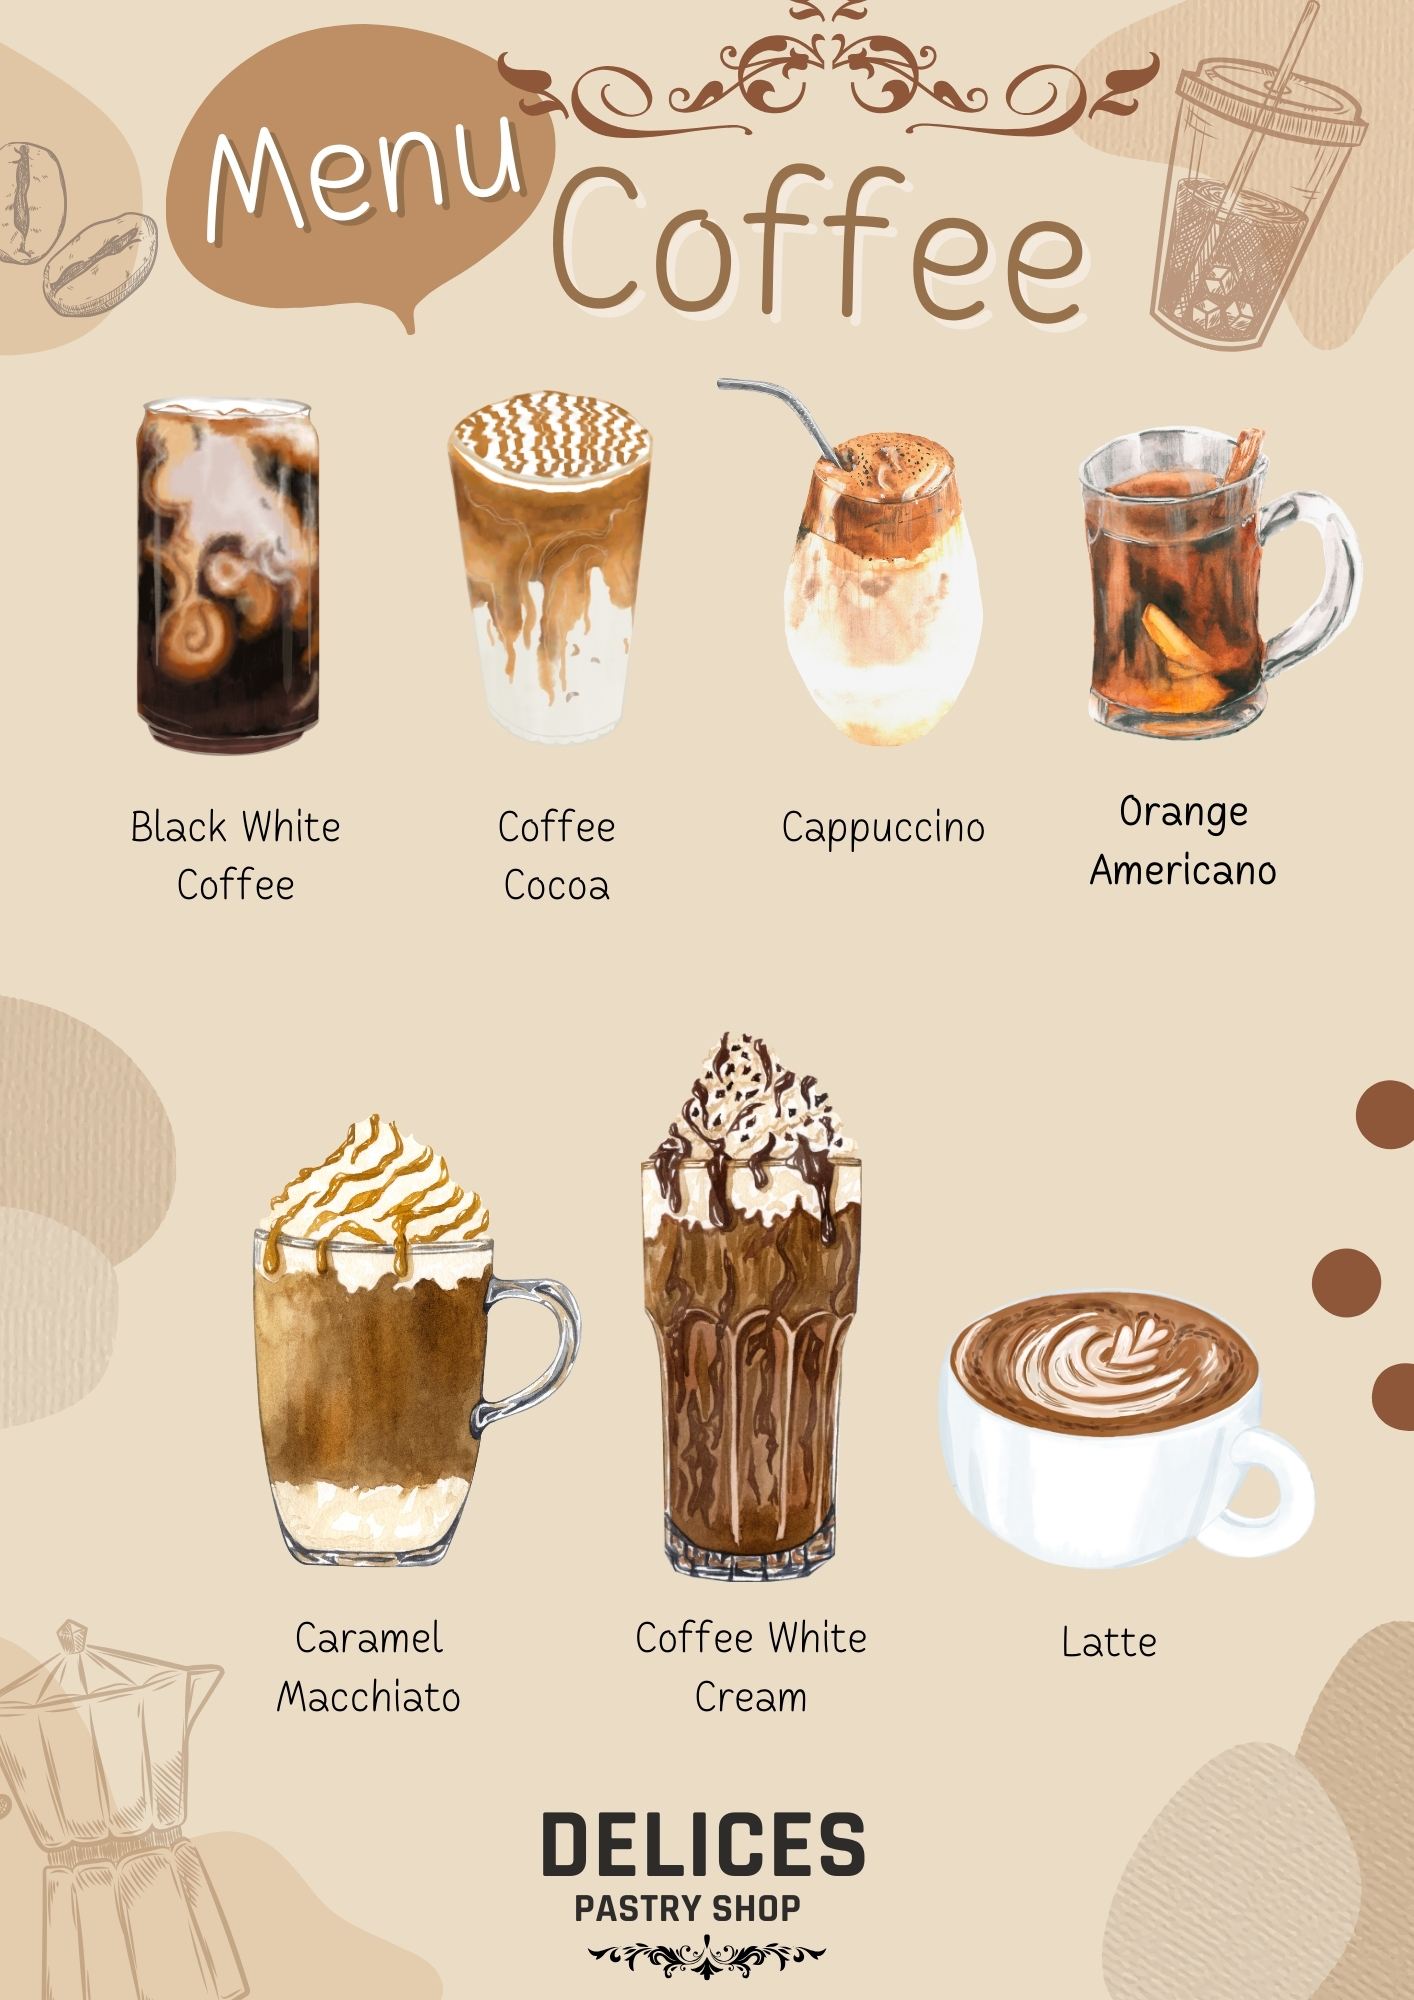 Menu
Coffee
Black White
Coffee
Coffee
Cocoa
Cappuccino
Orange
Americano
Caramel
Macchiato
Coffee White
Cream
Latte
DELICES
PASTRY SHOP